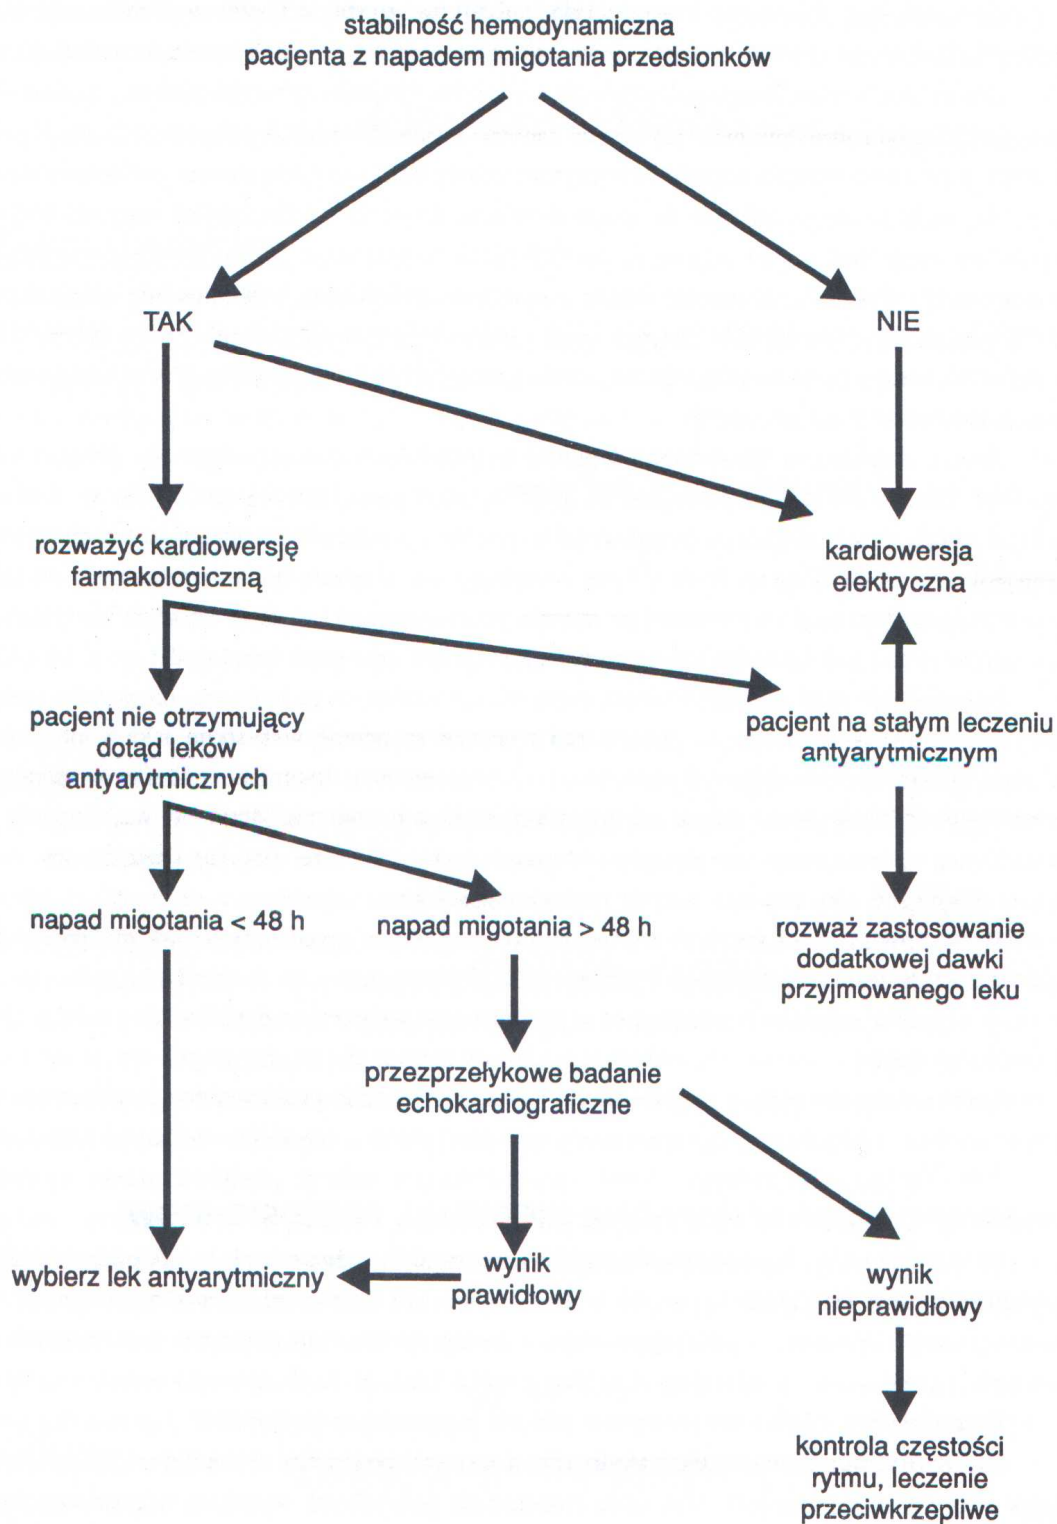 stabilność hemodynamiczna
pacjenta z napadem migotania przedsionków
TAK
NIE
rozważyć kardiowersję
farmakologiczną
kardiowersja
elektryczna
pacjent nie otrzymujący
dotąd leków
antyarytmicznych
pacjent na stałym leczeniu
antyarytmicznym
napad migotania < 48 h
napad migotania > 48 h
rozważ zastosowanie
dodatkowej dawki
przyjmowanego leku
przezprzełykowe badanie
echokardiograficzne
wybierz lek antyarytmiczny
wynik
prawidłowy
wynik
nieprawidłowy
kontrola częstości
rytmu, leczenie
przeciwkrzepliwe